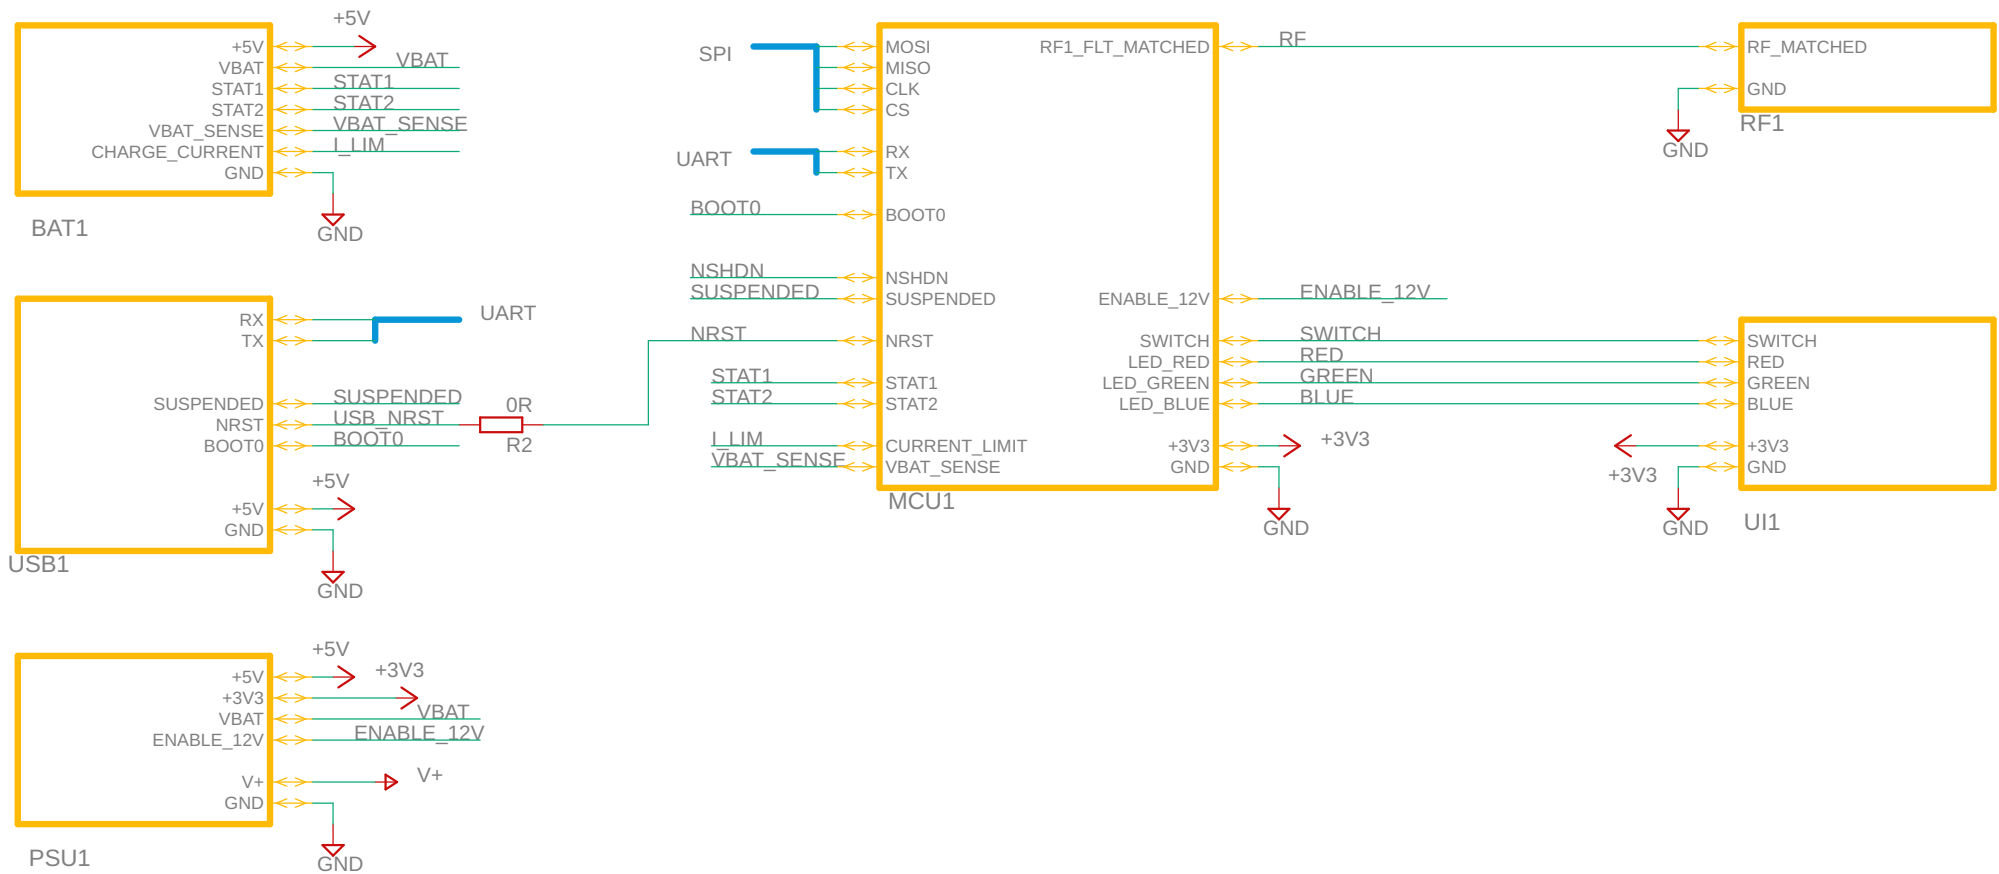 +5V
+5V
VBAT
VBAT
STAT1
STAT1
STAT2
STAT2
VBAT_SENSE
VBAT_SENSE
CHARGE_CURRENT
I_LIM
GND
GND
BAT1
RX
TX
UART
SUSPENDED
SUSPENDED
NRST
USB_NRST
0R
R2
BOOT0
BOOT0
+5V
+5V
GND
GND
USB1
+5V
+5V
+3V3
+3V3
VBAT
VBAT
ENABLE_12V
ENABLE_12V
V+
V+
GND
GND
PSU1
SPI
MOSI
MISO
CLK
CS
UART
RX
TX
BOOT0
BOOT0
NSHDN
NSHDN
SUSPENDED
SUSPENDED
NRST
NRST
STAT1
STAT1
STAT2
STAT2
I_LIM
CURRENT_LIMIT
VBAT_SENSE
VBAT_SENSE
MCU1
RF1_FLT_MATCHED
RF
ENABLE_12V
ENABLE_12V
SWITCH
SWITCH
LED_RED
RED
LED_GREEN
GREEN
LED_BLUE
BLUE
+3V3
+3V3
GND
GND
RF_MATCHED
GND
GND
RF1
SWITCH
RED
GREEN
BLUE
+3V3
+3V3
GND
GND
UI1